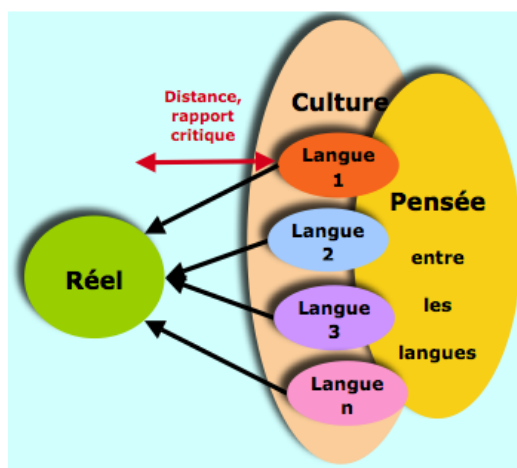 Distance,
rapport
critique
Culture
Langue
1
Langue
2
Langue
3
Langue
n
Réel
Pensée
entre
les
langues